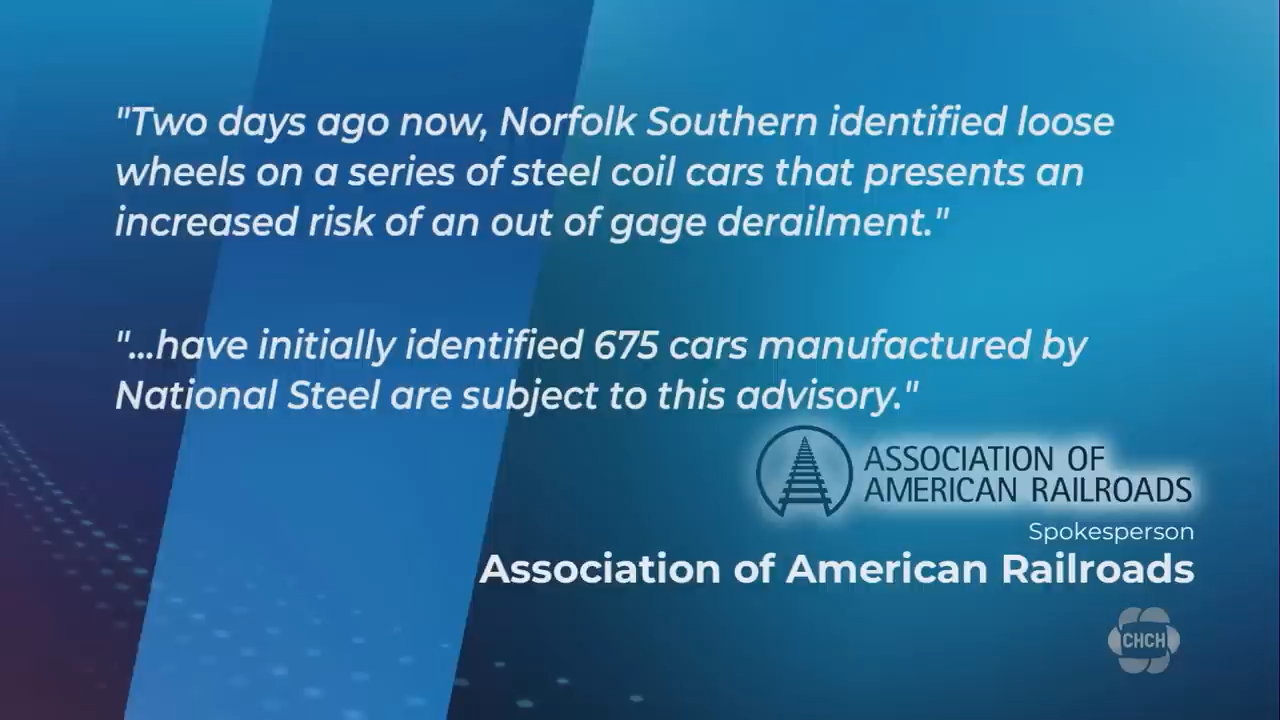 "Two days ago now, Norfolk Southern identified loose
wheels on a series of steel coil cars that presents an
increased risk of an out of gage derailment."
"...have initially identified 675 cars manufactured by
National Steel are subject to this advisory."
ASSOCIATION OF
AMERICAN RAILROADS
Spokesperson
Association of American Railroads
CHCH